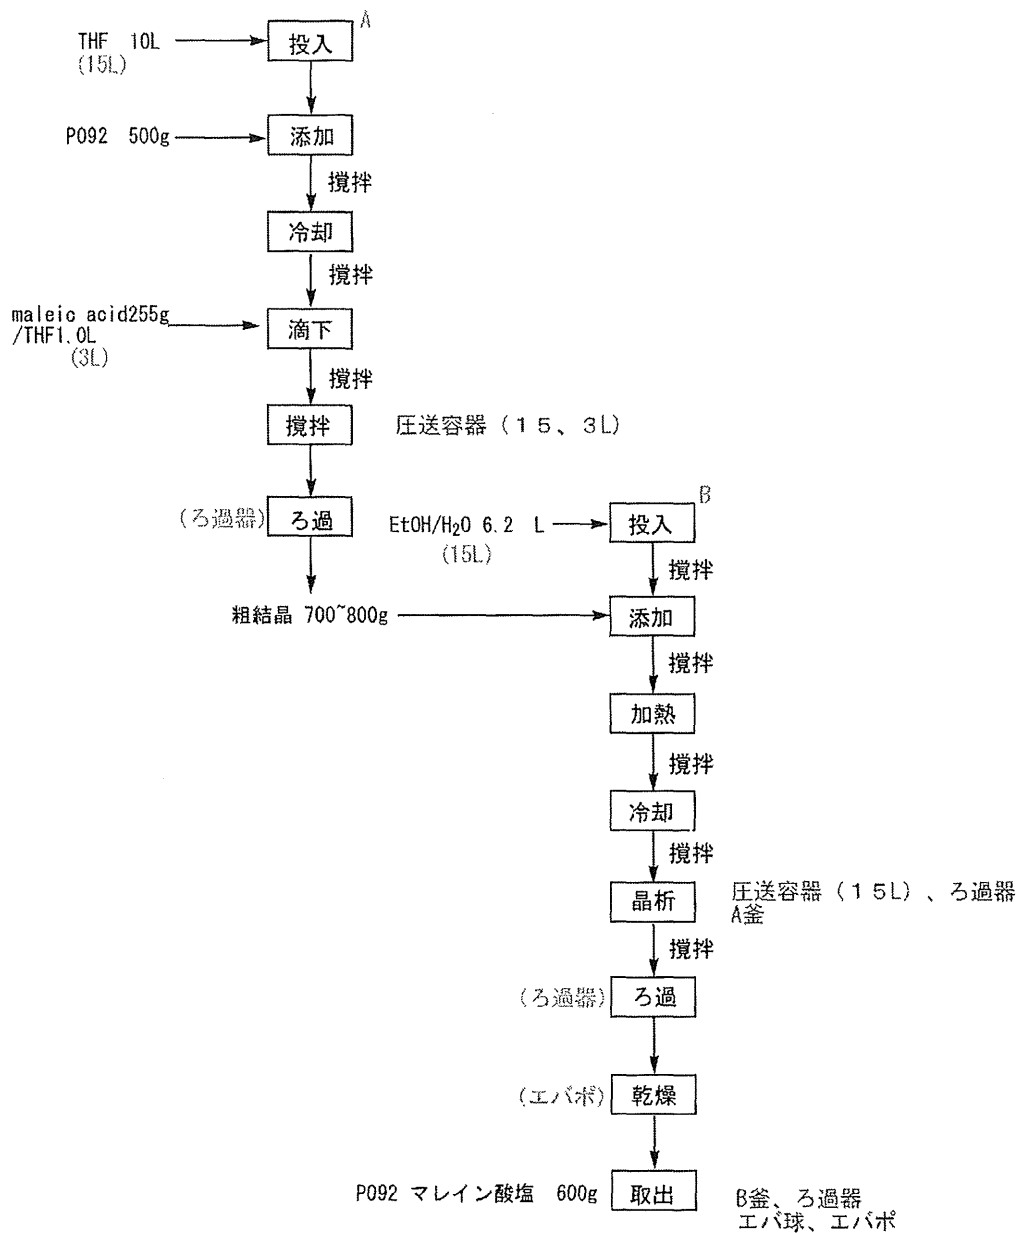 A
THF 10L
(15L)
投入
P092 500g
添加
撹拌
冷却
撹拌
maleic acid255g
/THF1.0L
(3L)
滴下
撹拌
撹拌
圧送容器（１５、３L）
(ろ過器)
ろ過
粗結晶 700~800g
B
EtOH/H₂O 6.2 L
(15L)
投入
撹拌
添加
撹拌
加熱
撹拌
冷却
撹拌
晶析
圧送容器（１５L）、ろ過器
A釜
撹拌
(ろ過器)
ろ過
(エバポ)
乾燥
P092 マレイン酸塩 600g
取出
B釜、ろ過器
エバ球、エバポ